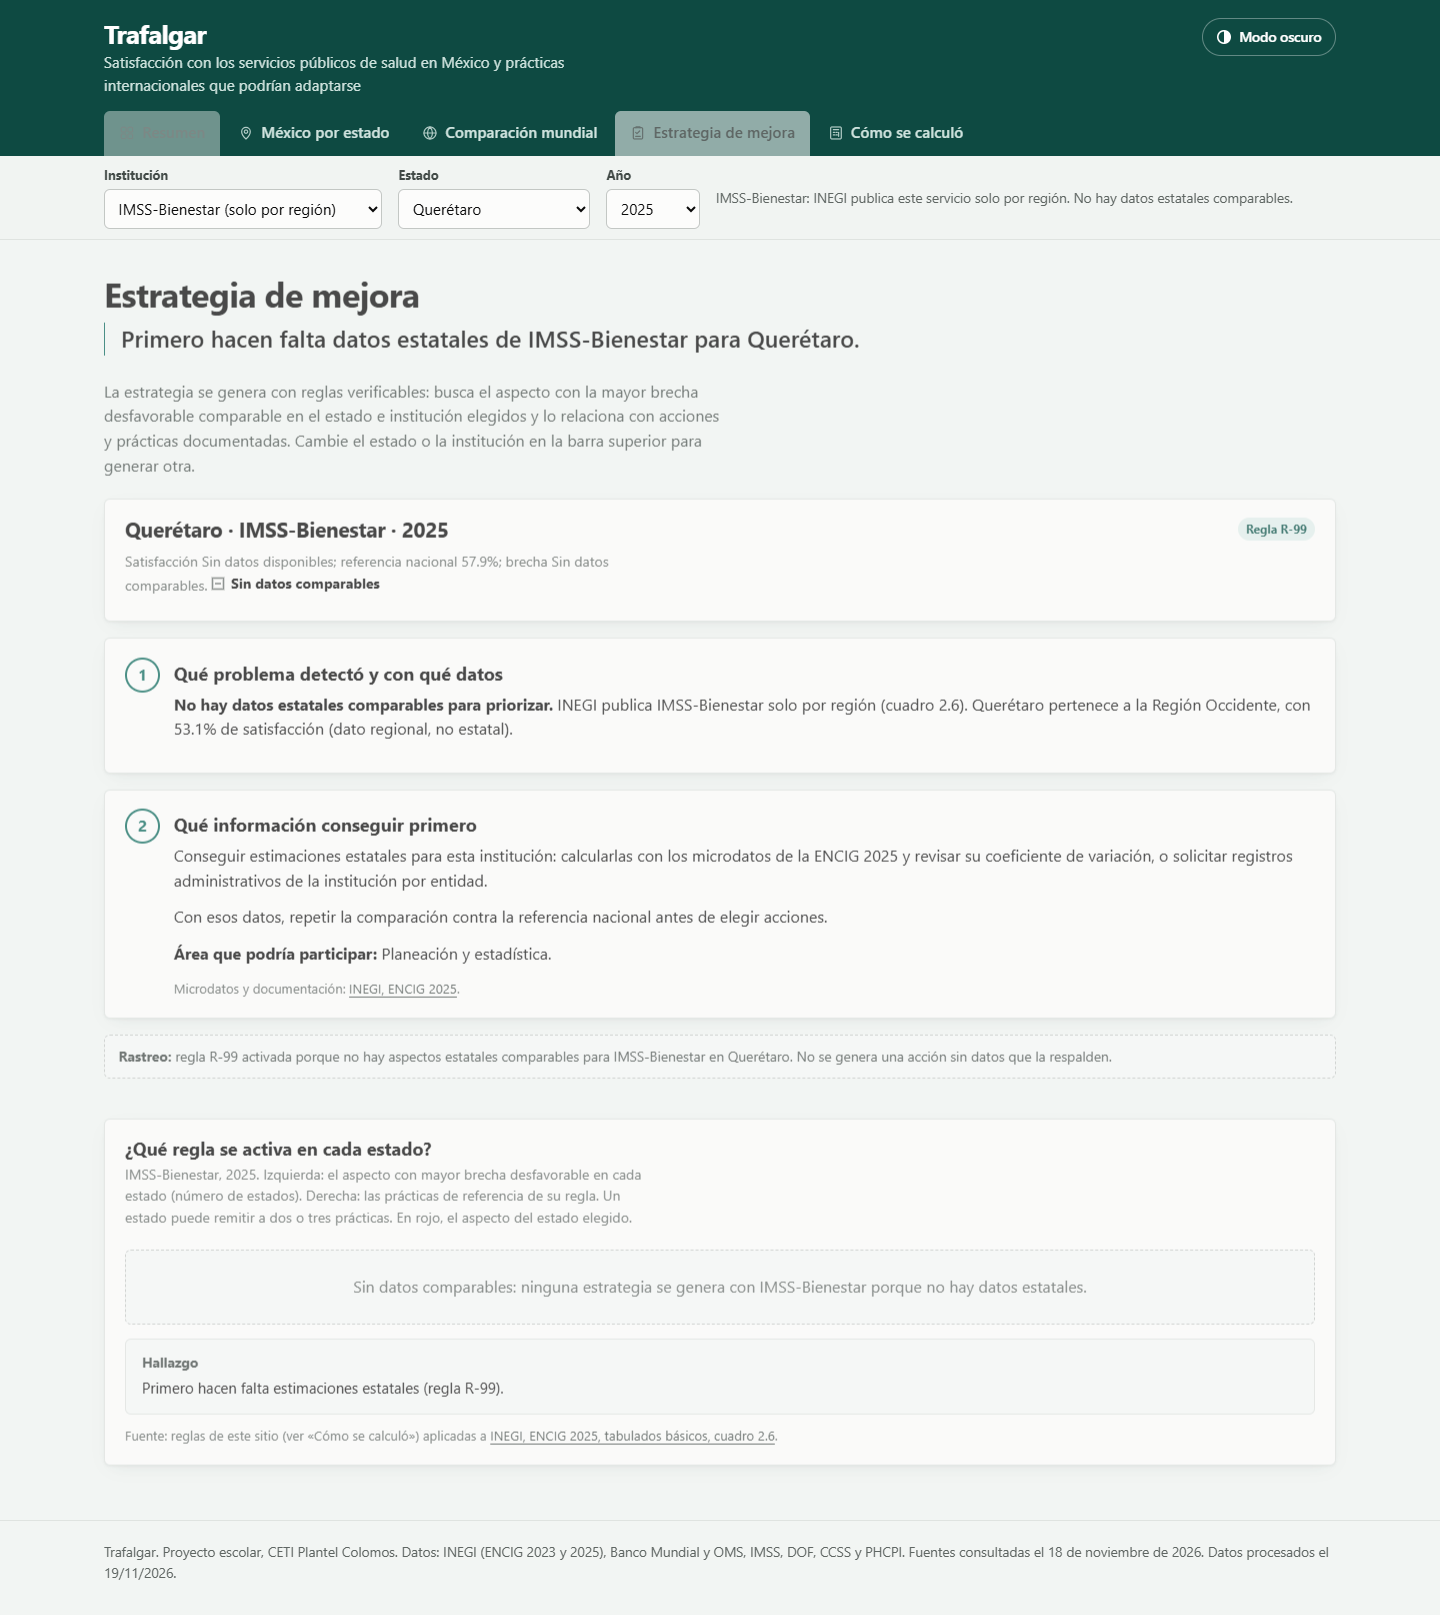 Trafalgar
Satisfacción con los servicios públicos de salud en México y prácticas
internacionales que podrían adaptarse
Modo oscuro
Resumen
México por estado
Comparación mundial
Estrategia de mejora
Cómo se calculó
Institución
Estado
Año
IMSS-Bienestar (solo por región)
Querétaro
2025
IMSS-Bienestar: INEGI publica este servicio solo por región. No hay datos estatales comparables.
Estrategia de mejora
Primero hacen falta datos estatales de IMSS-Bienestar para Querétaro.
La estrategia se genera con reglas verificables: busca el aspecto con la mayor brecha
desfavorable comparable en el estado e institución elegidos y lo relaciona con acciones
y prácticas documentadas. Cambie el estado o la institución en la barra superior para
generar otra.
Querétaro · IMSS-Bienestar · 2025
Regla R-99
Satisfacción Sin datos disponibles; referencia nacional 57.9%; brecha Sin datos
comparables. Sin datos comparables
1
Qué problema detectó y con qué datos
No hay datos estatales comparables para priorizar. INEGI publica IMSS-Bienestar solo por región (cuadro 2.6). Querétaro pertenece a la Región Occidente, con
53.1% de satisfacción (dato regional, no estatal).
2
Qué información conseguir primero
Conseguir estimaciones estatales para esta institución: calcularlas con los microdatos de la ENCIG 2025 y revisar su coeficiente de variación, o solicitar registros
administrativos de la institución por entidad.
Con esos datos, repetir la comparación contra la referencia nacional antes de elegir acciones.
Área que podría participar: Planeación y estadística.
Microdatos y documentación: INEGI, ENCIG 2025.
Rastreo: regla R-99 activada porque no hay aspectos estatales comparables para IMSS-Bienestar en Querétaro. No se genera una acción sin datos que la respalden.
¿Qué regla se activa en cada estado?
IMSS-Bienestar, 2025. Izquierda: el aspecto con mayor brecha desfavorable en cada
estado (número de estados). Derecha: las prácticas de referencia de su regla. Un
estado puede remitir a dos o tres prácticas. En rojo, el aspecto del estado elegido.
Sin datos comparables: ninguna estrategia se genera con IMSS-Bienestar porque no hay datos estatales.
Hallazgo
Primero hacen falta estimaciones estatales (regla R-99).
Fuente: reglas de este sitio (ver «Cómo se calculó») aplicadas a INEGI, ENCIG 2025, tabulados básicos, cuadro 2.6.
Trafalgar. Proyecto escolar, CETI Plantel Colomos. Datos: INEGI (ENCIG 2023 y 2025), Banco Mundial y OMS, IMSS, DOF, CCSS y PHCPI. Fuentes consultadas el 18 de noviembre de 2026. Datos procesados el
19/11/2026.